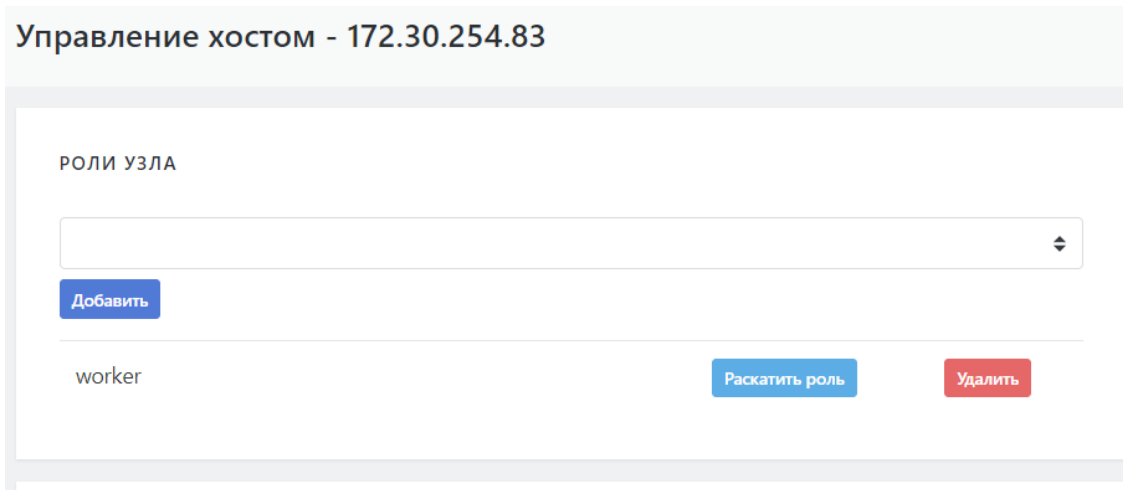 Управление хостом - 172.30.254.83
РОЛИ УЗЛА
Добавить
worker Раскатить роль Удалить